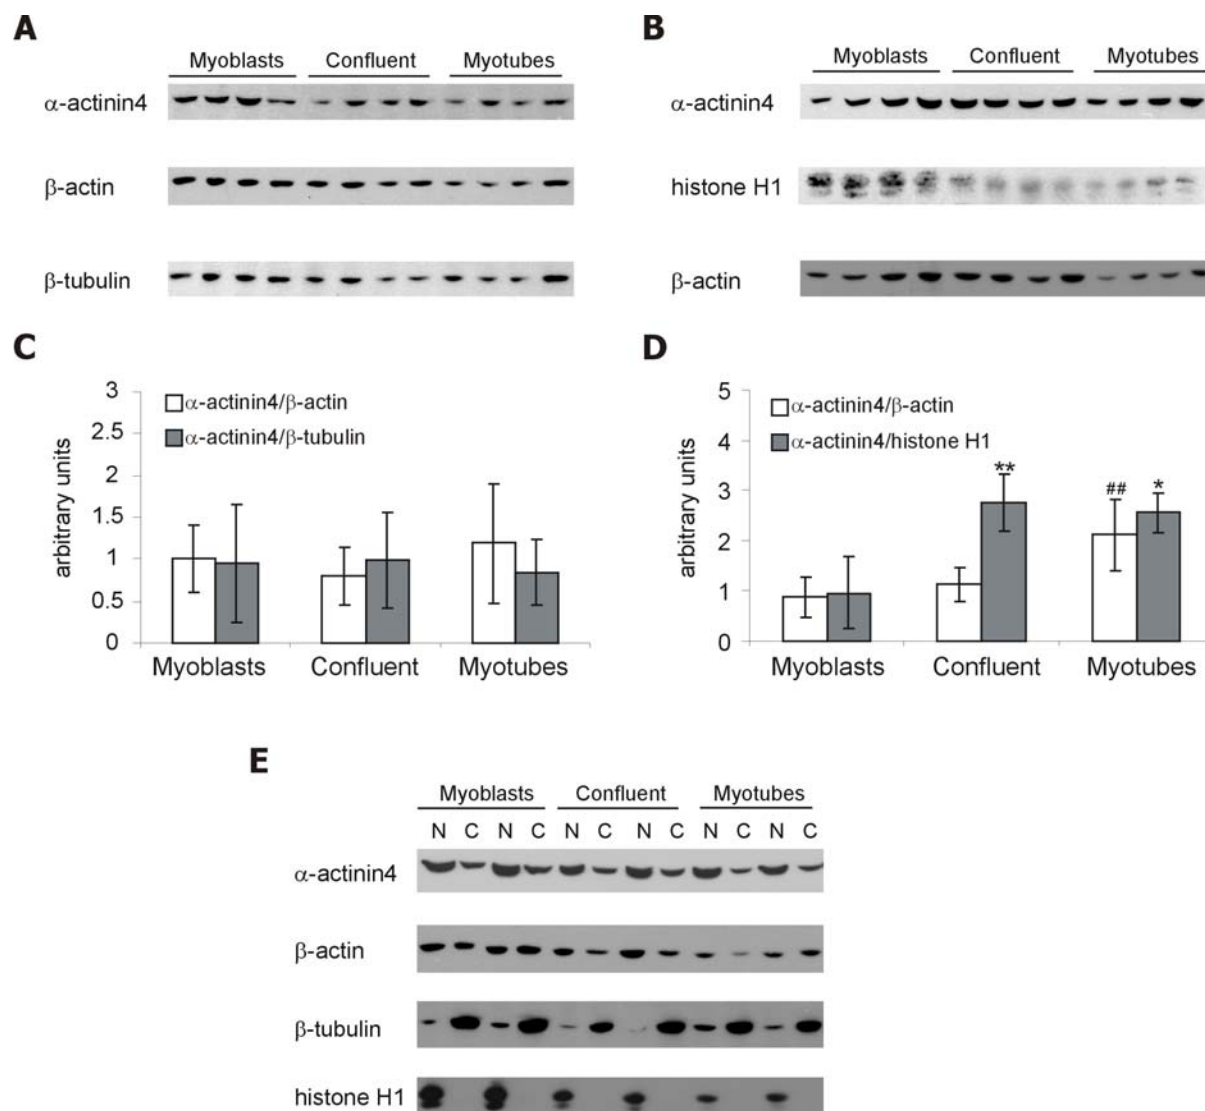 A
Myoblasts Confluent Myotubes
α-actinin4
β-actin
β-tubulin
B
Myoblasts Confluent Myotubes
α-actinin4
histone H1
β-actin
C
3
2.5
2
1.5
1
0.5
0
arbitrary units
α-actinin4/β-actin
α-actinin4/β-tubulin
Myoblasts Confluent Myotubes
D
5
4
3
2
1
0
arbitrary units
α-actinin4/β-actin
α-actinin4/histone H1
**
## *
Myoblasts Confluent Myotubes
E
Myoblasts Confluent Myotubes
N C N C N C N C N C N C
α-actinin4
β-actin
β-tubulin
histone H1